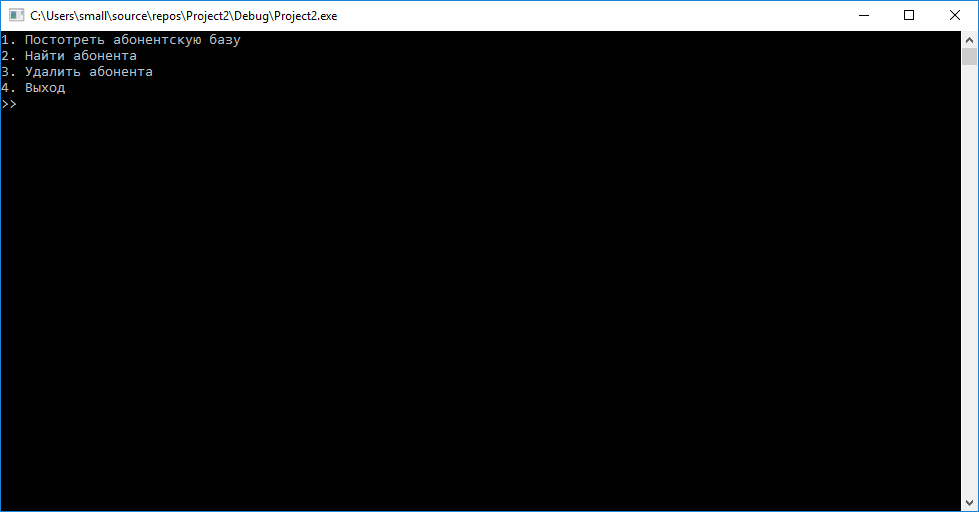 C:\Users\small\source\repos\Project2\Debug\Project2.exe
1. Постотреть абонентскую базу
2. Найти абонента
3. Удалить абонента
4. Выход
>>